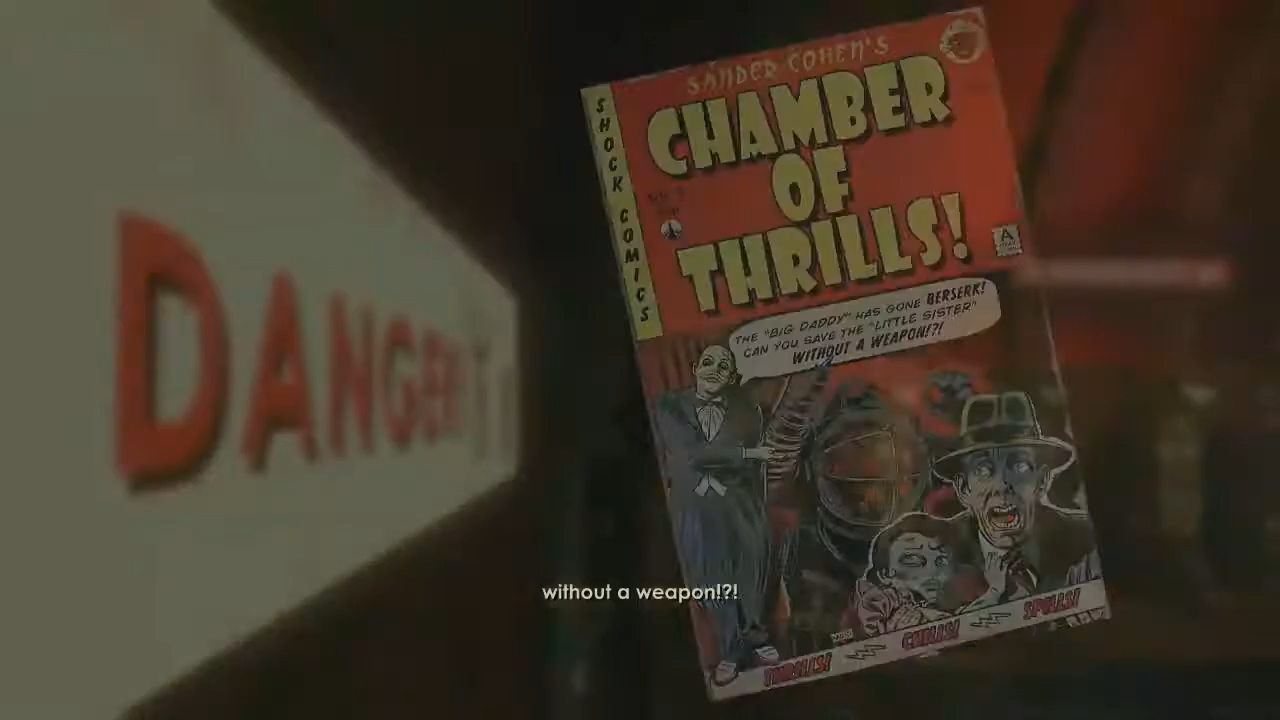 DANGER
SHOCK COMICS
SANDER COHEN'S
CHAMBER
OF
THRILLS!
A
THE "BIG DADDY" HAS GONE BERSERK!
CAN YOU SAVE THE "LITTLE SISTER"
WITHOUT A WEAPON!?!
without a weapon!?!
THRILLS! CHILLS! SPILLS!